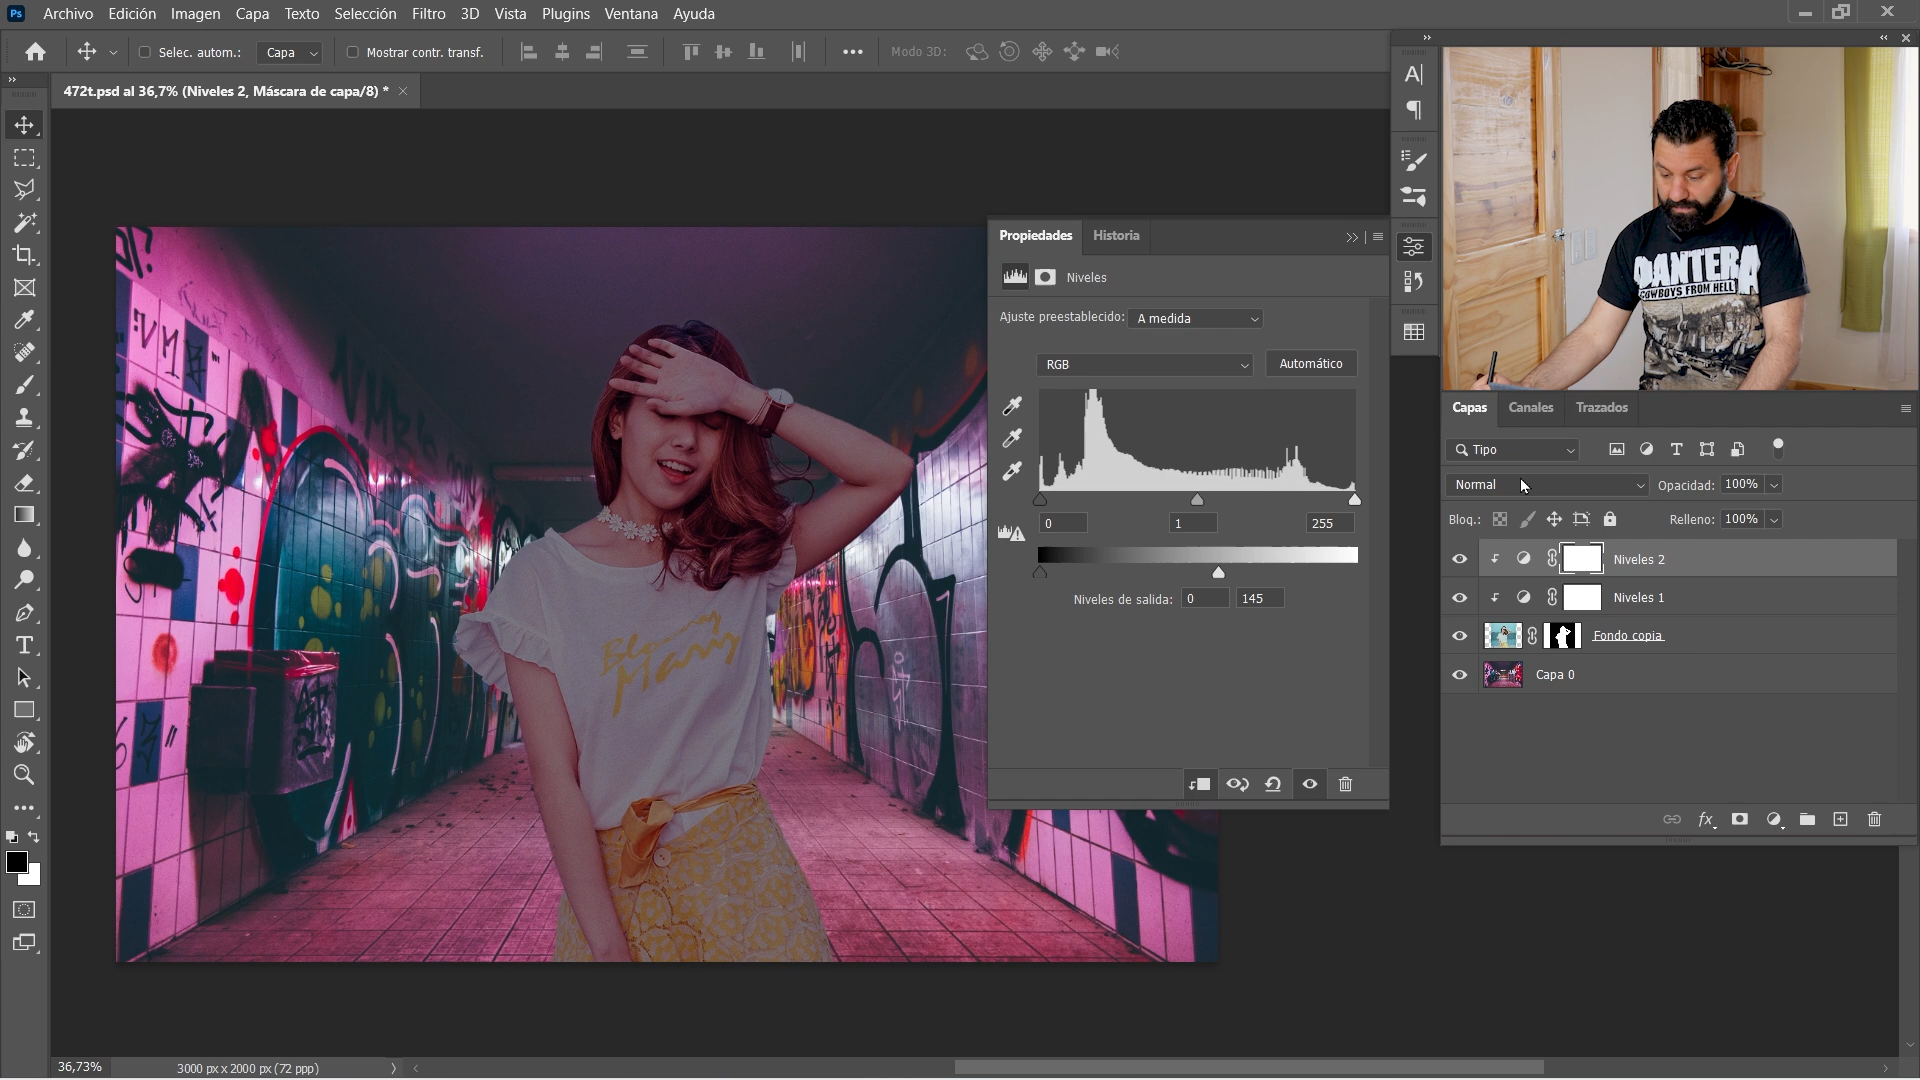 Ps Archivo Edición Imagen Capa Texto Selección Filtro 3D Vista Plugins Ventana Ayuda
Selec. autom.: Capa Mostrar contr. transf. Modo 3D:
472t.psd al 36,7% (Niveles 2, Máscara de capa/8) *
Propiedades Historia
Niveles
Ajuste preestablecido: A medida
RGB Automático
0 1 255
Niveles de salida: 0 145
PANTERA
COWBOYS FROM HELL
Capas Canales Trazados
Tipo
Normal Opacidad: 100%
Bloq.: Relleno: 100%
Niveles 2
Niveles 1
Fondo copia
Capa 0
VM
Bloody
Mary
36,73% 3000 px x 2000 px (72 ppp)